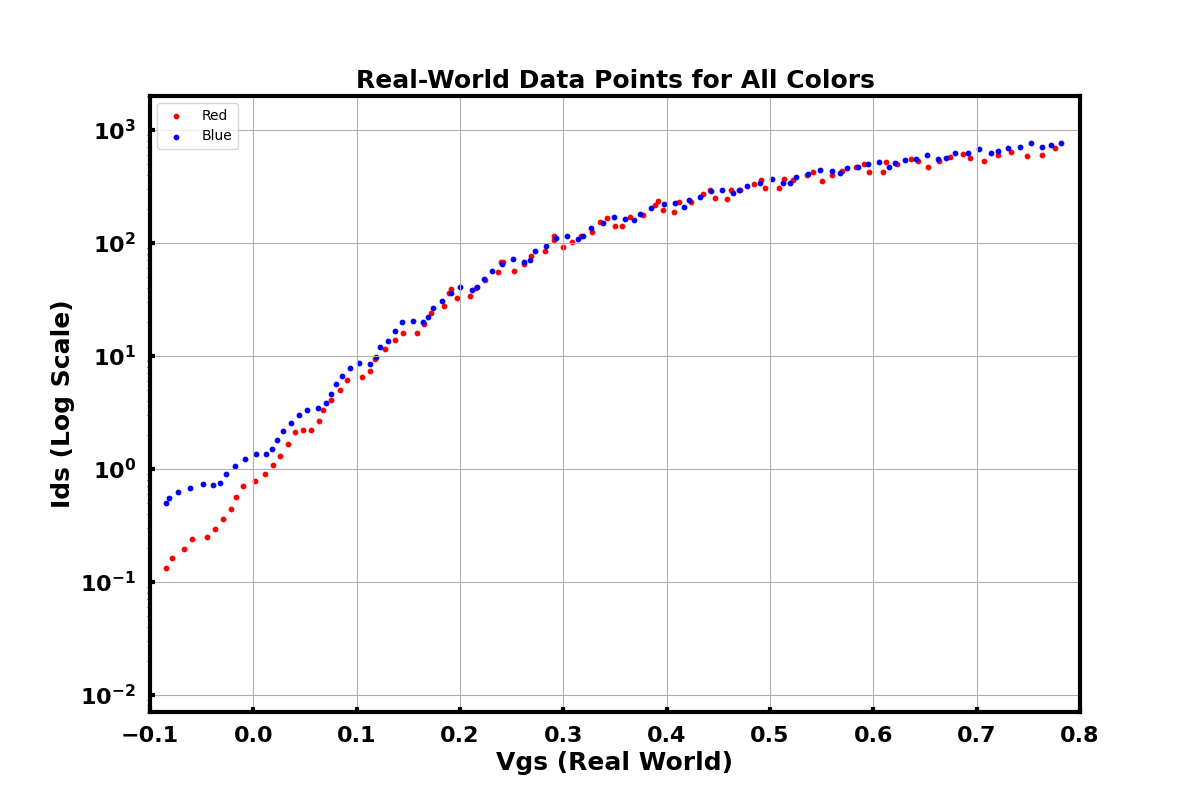 Real-World Data Points for All Colors
Red
Blue
Ids (Log Scale)
10³
10²
10¹
10⁰
10⁻¹
10⁻²
−0.1 0.0 0.1 0.2 0.3 0.4 0.5 0.6 0.7 0.8
Vgs (Real World)